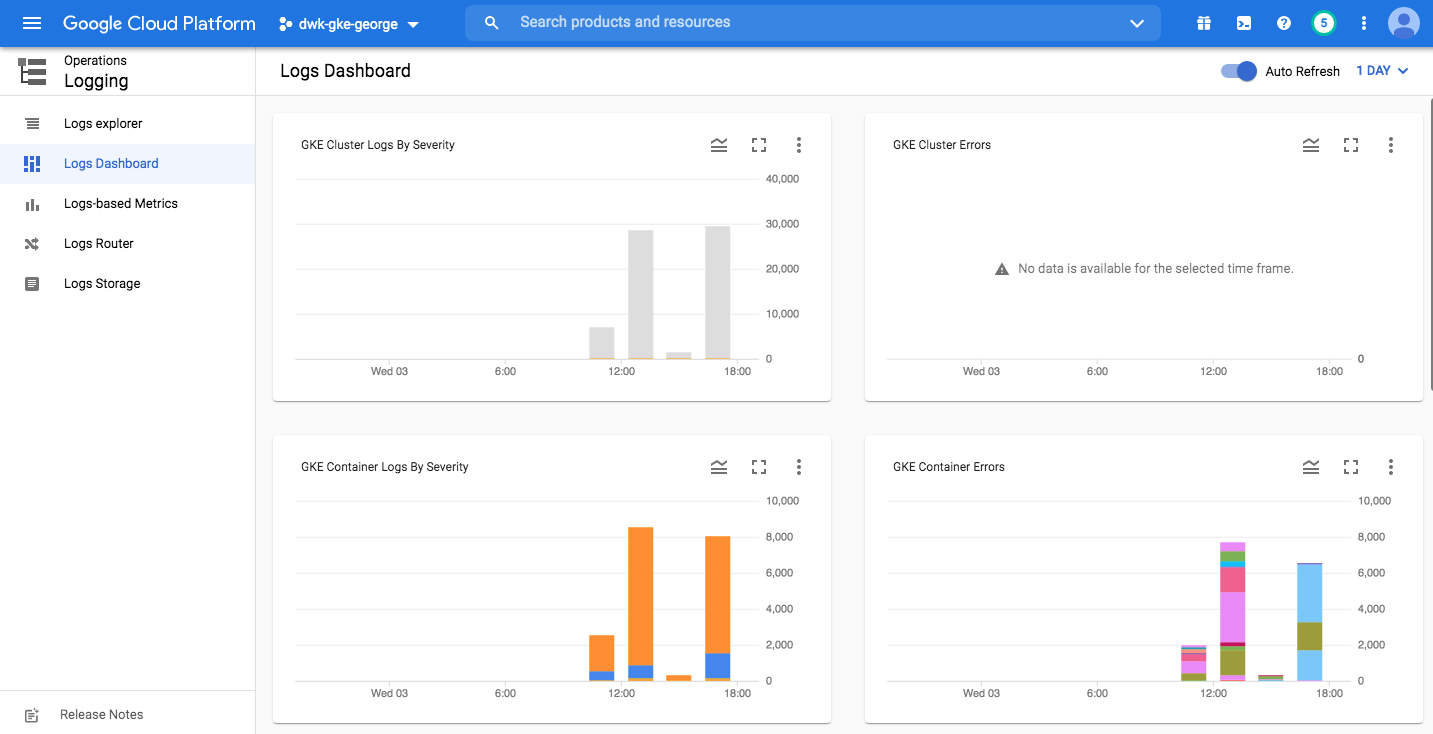 Google Cloud Platform
dwk-gke-george
Search products and resources
5
Operations
Logging
Logs Dashboard
Auto Refresh
1 DAY
Logs explorer
Logs Dashboard
Logs-based Metrics
Logs Router
Logs Storage
Release Notes
GKE Cluster Logs By Severity
40,000
30,000
20,000
10,000
0
Wed 03 6:00 12:00 18:00
GKE Cluster Errors
No data is available for the selected time frame.
0
Wed 03 6:00 12:00 18:00
GKE Container Logs By Severity
10,000
8,000
6,000
4,000
2,000
0
Wed 03 6:00 12:00 18:00
GKE Container Errors
10,000
8,000
6,000
4,000
2,000
0
Wed 03 6:00 12:00 18:00